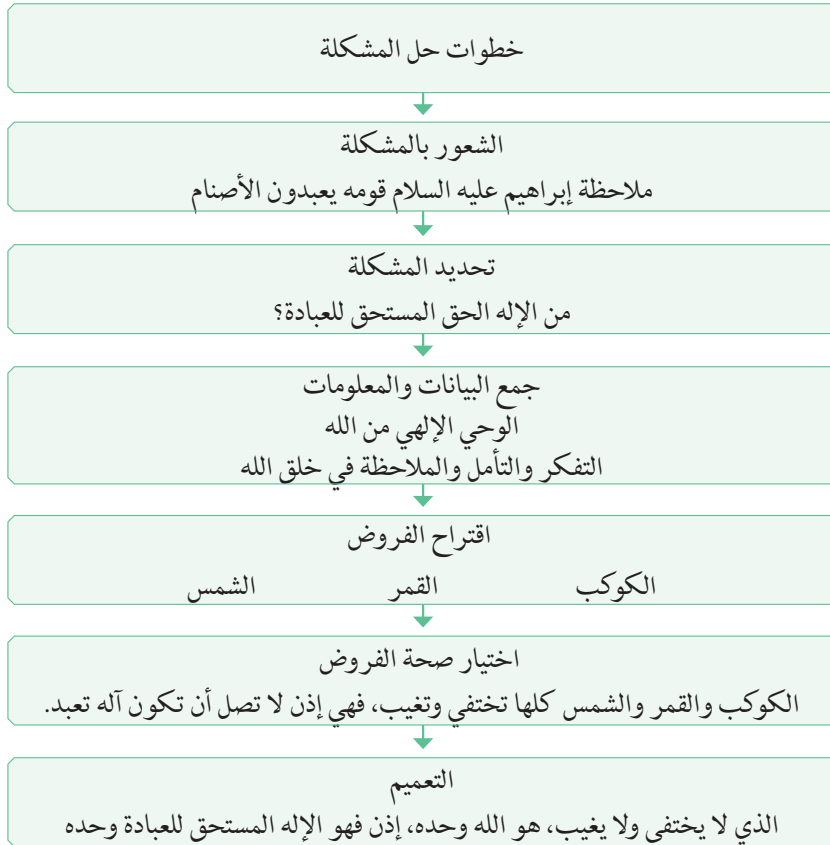 خطوات حل المشكلة
الشعور بالمشكلة
ملاحظة إبراهيم عليه السلام قومه يعبدون الأصنام
تحديد المشكلة
من الإله الحق المستحق للعبادة؟
جمع البيانات والمعلومات
الوحي الإلهي من الله
التفكر والتأمل والملاحظة في خلق الله
اقتراح الفروض
الكوكب القمر الشمس
اختيار صحة الفروض
الكوكب والقمر والشمس كلها تختفي وتغيب، فهي إذن لا تصل أن تكون آله تعبد.
التعميم
الذي لا يختفي ولا يغيب، هو الله وحده، إذن فهو الإله المستحق للعبادة وحده